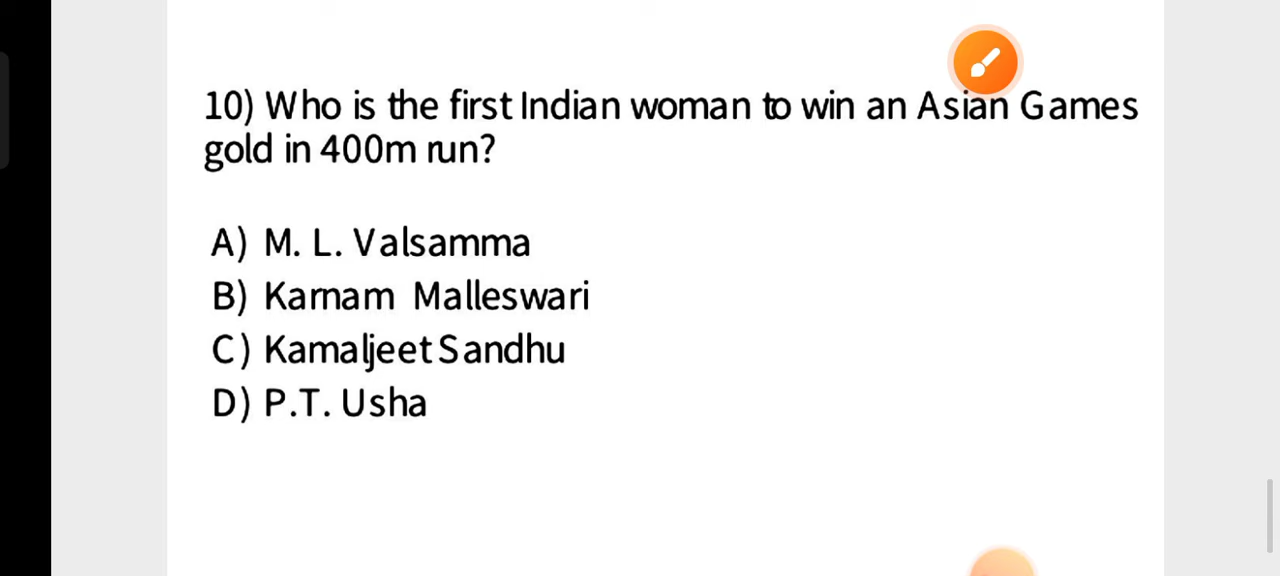 10) Who is the first Indian woman to win an Asian Games
gold in 400m run?
A) M. L. Valsamma
B) Karnam Malleswari
C) Kamaljeet Sandhu
D) P.T. Usha